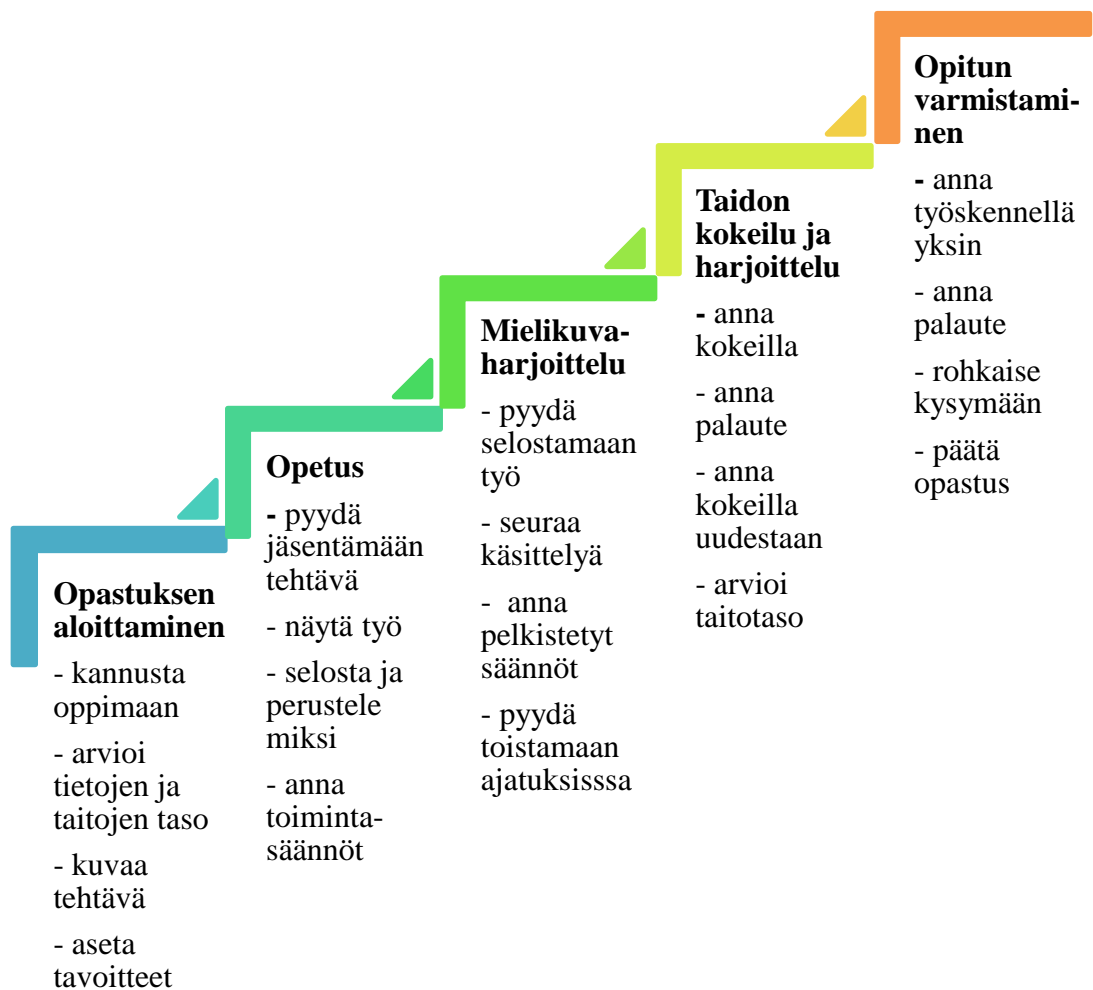 Opastuksen
aloittaminen
- kannusta
oppimaan
- arvioi
tietojen ja
taitojen taso
- kuvaa
tehtävä
- aseta
tavoitteet
Opetus
- pyydä
jäsentämään
tehtävä
- näytä työ
- selosta ja
perustele
miksi
- anna
toiminta-
säännöt
Mielikuva-
harjoittelu
- pyydä
selostamaan
työ
- seuraa
käsittelyä
- anna
pelkistetyt
säännöt
- pyydä
toistamaan
ajatuksisssa
Taidon
kokeilu ja
harjoittelu
- anna
kokeilla
- anna
palaute
- anna
kokeilla
uudestaan
- arvioi
taitotaso
Opitun
varmistami-
nen
- anna
työskennellä
yksin
- anna
palaute
- rohkaise
kysymään
- päätä
opastus